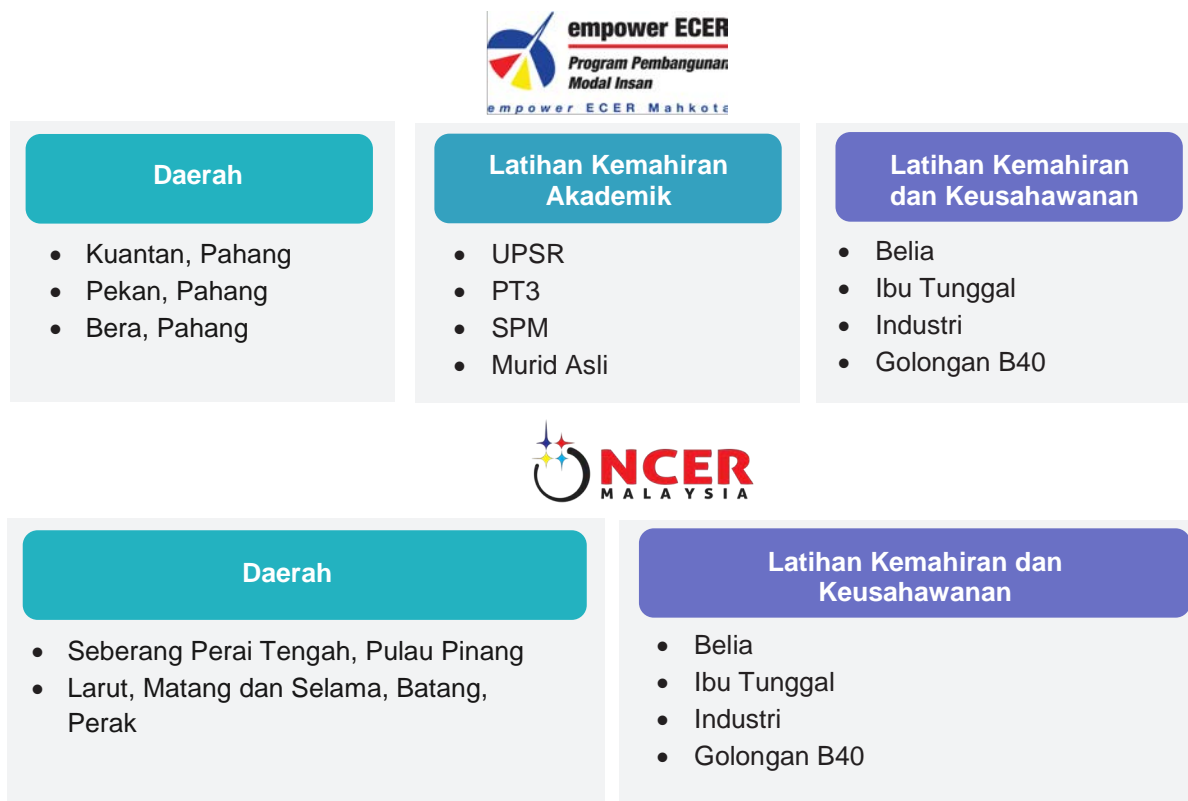 empower ECER
Program Pembangunan
Modal Insan
empower ECER Mahkota
Daerah
• Kuantan, Pahang
• Pekan, Pahang
• Bera, Pahang
Latihan Kemahiran
Akademik
• UPSR
• PT3
• SPM
• Murid Asli
Latihan Kemahiran
dan Keusahawanan
• Belia
• Ibu Tunggal
• Industri
• Golongan B40
NCER
MALAYSIA
Daerah
• Seberang Perai Tengah, Pulau Pinang
• Larut, Matang dan Selama, Batang,
Perak
Latihan Kemahiran dan
Keusahawanan
• Belia
• Ibu Tunggal
• Industri
• Golongan B40